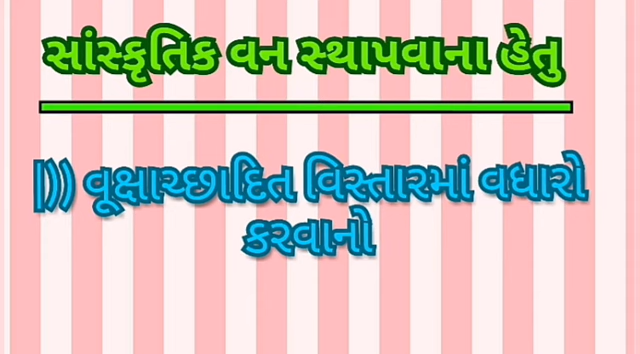 સાંસ્કૃતિક વન સ્થાપવાના હેતુ
|)) વૂક્ષાચ્છાદિત વિસ્તારમાં વધારો
કરવાનો